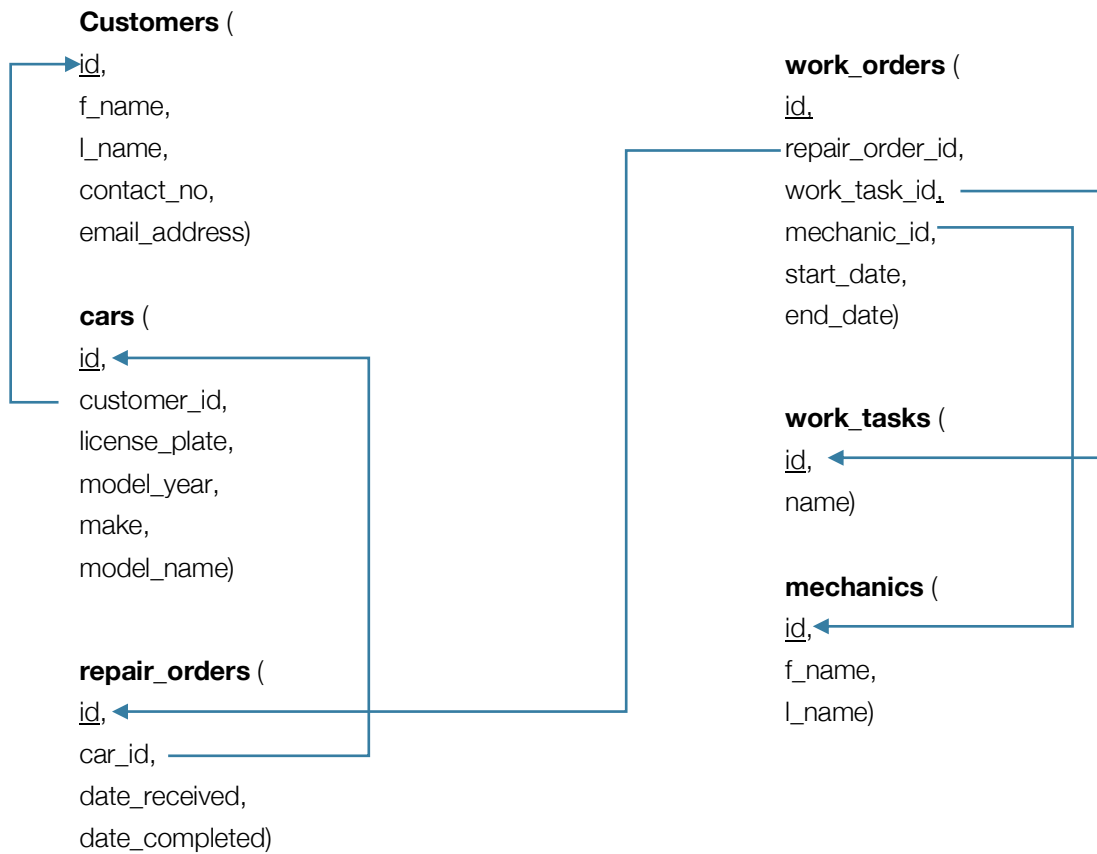 Customers (
id,
f_name,
l_name,
contact_no,
email_address)
cars (
id,
customer_id,
license_plate,
model_year,
make,
model_name)
repair_orders (
id,
car_id,
date_received,
date_completed)
work_orders (
id,
repair_order_id,
work_task_id,
mechanic_id,
start_date,
end_date)
work_tasks (
id,
name)
mechanics (
id,
f_name,
l_name)